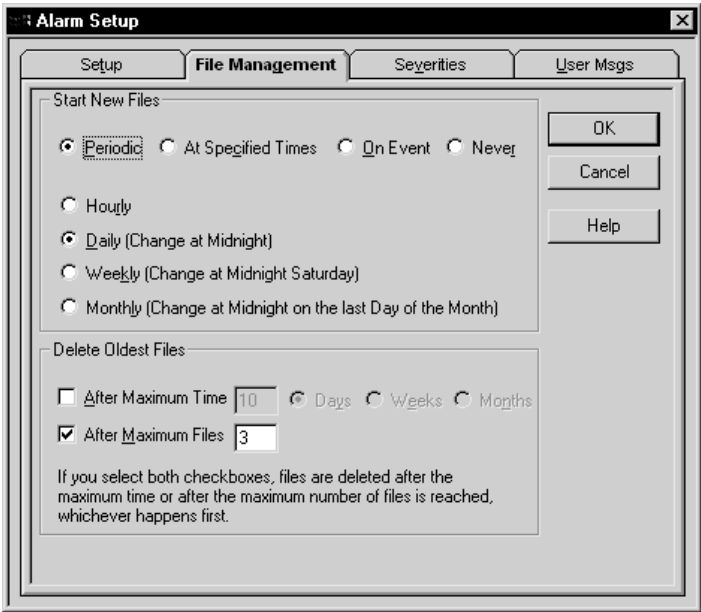 Alarm Setup
Setup File Management Severities User Msgs
Start New Files
Periodic At Specified Times On Event Never
Hourly
Daily (Change at Midnight)
Weekly (Change at Midnight Saturday)
Monthly (Change at Midnight on the last Day of the Month)
OK
Cancel
Help
Delete Oldest Files
After Maximum Time 10 Days Weeks Months
After Maximum Files 3
If you select both checkboxes, files are deleted after the
maximum time or after the maximum number of files is reached,
whichever happens first.